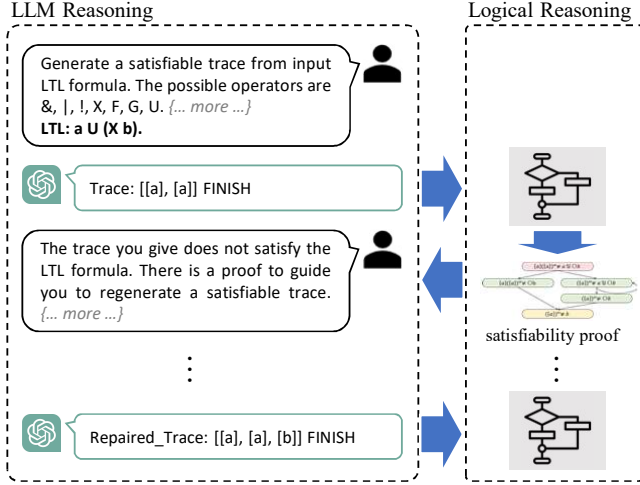 LLM Reasoning
Logical Reasoning
Generate a satisfiable trace from input
LTL formula. The possible operators are
&, |, !, X, F, G, U. {... more ...}
LTL: a U (X b).
Trace: [[a], [a]] FINISH
The trace you give does not satisfy the
LTL formula. There is a proof to guide
you to regenerate a satisfiable trace.
{... more ...}
satisfiability proof
Repaired_Trace: [[a], [a], [b]] FINISH